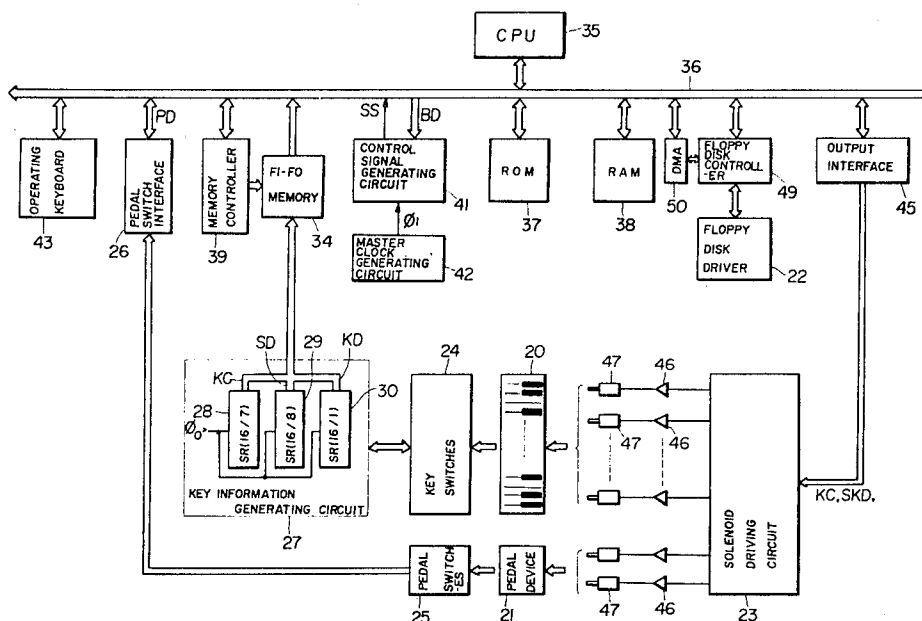 CPU
35
36
PD
SS
BD
OPERATING
KEYBOARD
43
PEDAL
SWITCH
INTERFACE
26
MEMORY
CONTROLLER
39
FI-FO
MEMORY
34
CONTROL
SIGNAL GENERATING
CIRCUIT
41
Ø1
MASTER
CLOCK GENERATING
CIRCUIT
42
ROM
37
RAM
38
DMA
50
FLOPPY
DISK
CONTROLL
-ER
49
FLOPPY
DISK
DRIVER
22
OUTPUT
INTERFACE
45
KC
SD
29
KD
30
28
Ø0
SR(16/7)
SR(16/8)
SR(16/1)
KEY INFORMATION
GENERATING CIRCUIT
27
24
KEY
SWITCHES
20
47
46
47
46
47
46
SOLENOID
DRIVING
CIRCUIT
23
KC, SKD.
PEDAL
SWITCH
-ES
25
PEDAL
DEVICE
21
47
46